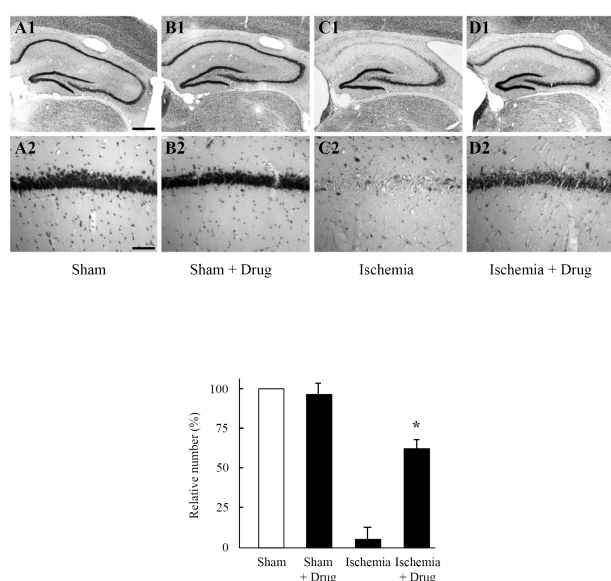 A1 B1 C1 D1
A2 B2 C2 D2
Sham Sham + Drug Ischemia Ischemia + Drug
Relative number (%)
100
75
50
25
0
*
Sham Sham Ischemia Ischemia
+ Drug + Drug